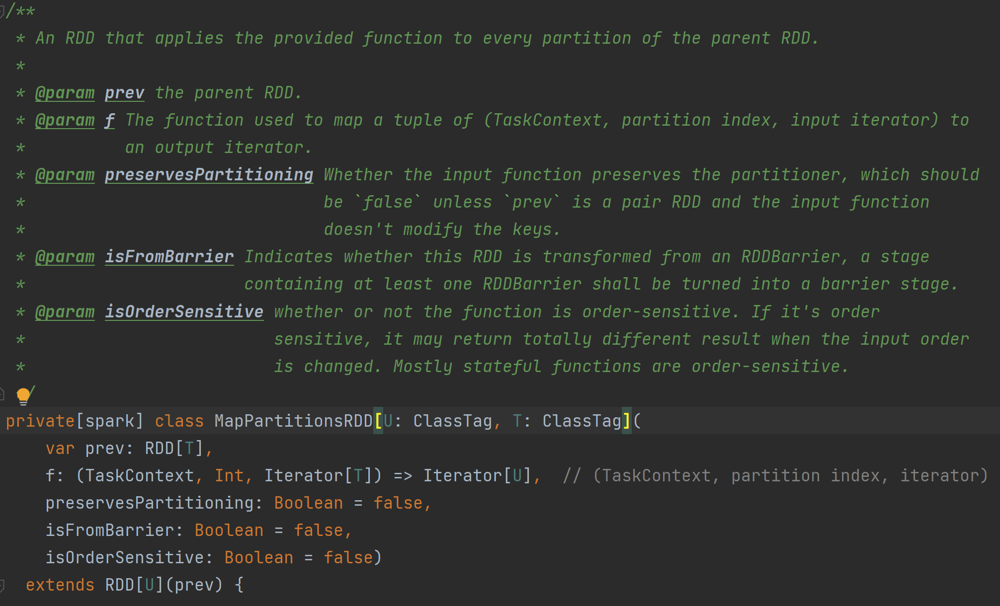 /**
 * An RDD that applies the provided function to every partition of the parent RDD.
 *
 * @param prev the parent RDD.
 * @param f The function used to map a tuple of (TaskContext, partition index, input iterator) to
 *          an output iterator.
 * @param preservesPartitioning Whether the input function preserves the partitioner, which should
 *                              be `false` unless `prev` is a pair RDD and the input function
 *                              doesn't modify the keys.
 * @param isFromBarrier Indicates whether this RDD is transformed from an RDDBarrier, a stage
 *                      containing at least one RDDBarrier shall be turned into a barrier stage.
 * @param isOrderSensitive whether or not the function is order-sensitive. If it's order
 *                         sensitive, it may return totally different result when the input order
 *                         is changed. Mostly stateful functions are order-sensitive.
 /
private[spark] class MapPartitionsRDD[U: ClassTag, T: ClassTag](
    var prev: RDD[T],
    f: (TaskContext, Int, Iterator[T]) => Iterator[U],  // (TaskContext, partition index, iterator)
    preservesPartitioning: Boolean = false,
    isFromBarrier: Boolean = false,
    isOrderSensitive: Boolean = false)
  extends RDD[U](prev) {